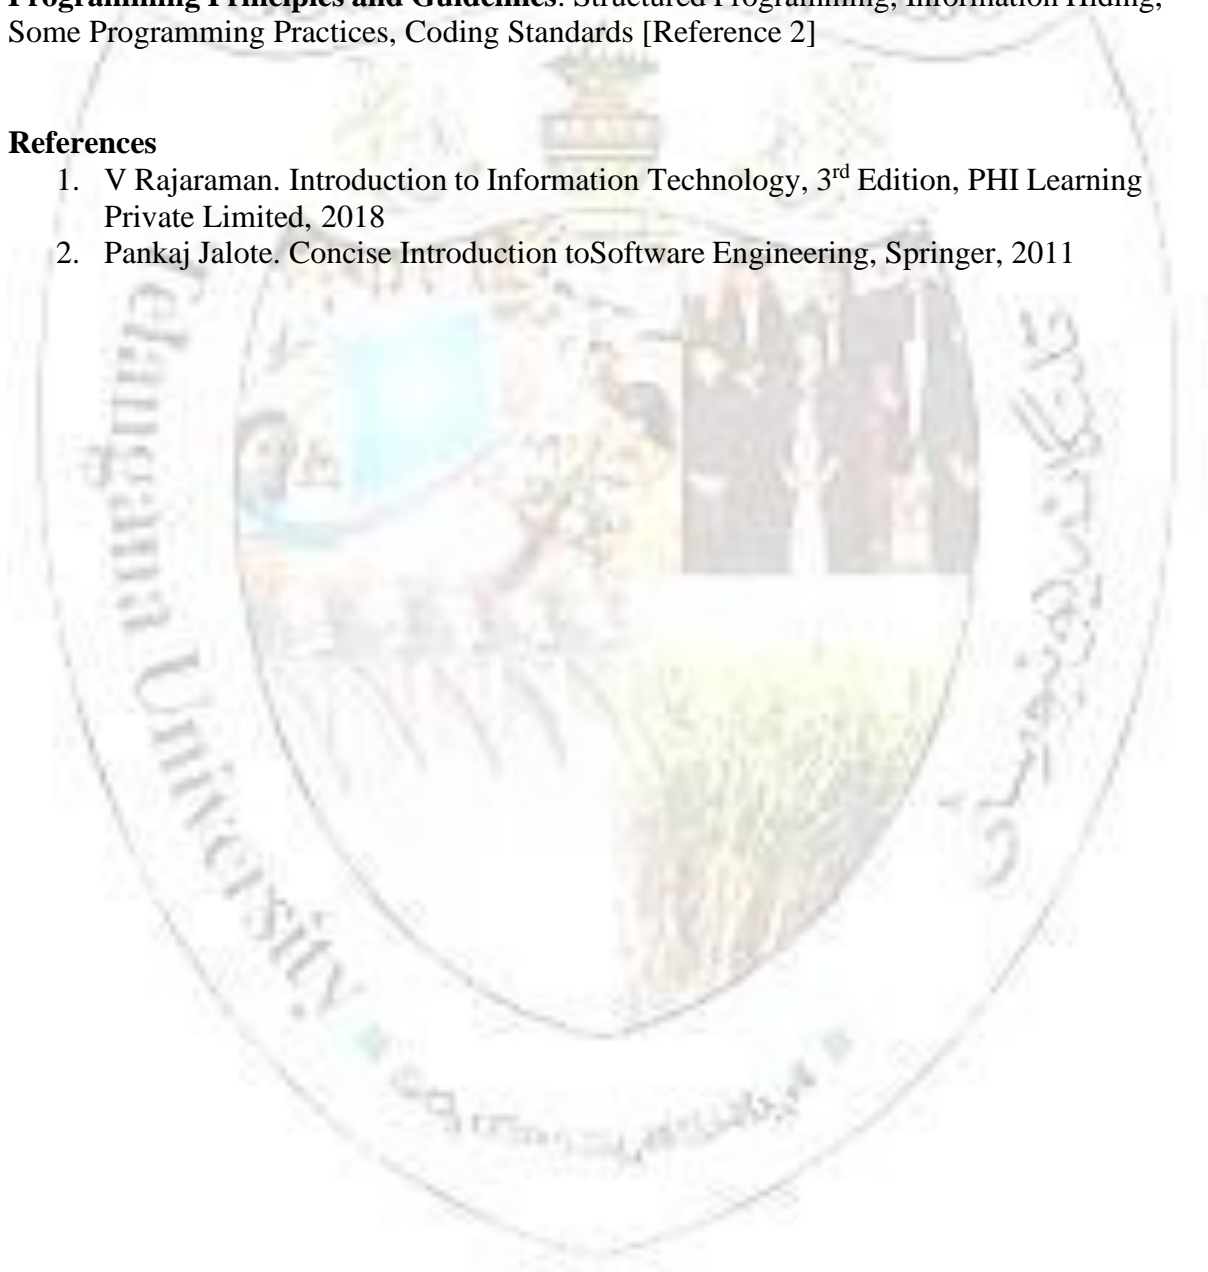 Programming Principles and Guidelines: Structured Programming, Information Hiding,
Some Programming Practices, Coding Standards [Reference 2]
References
1. V Rajaraman. Introduction to Information Technology, 3rd Edition, PHI Learning
Private Limited, 2018
2. Pankaj Jalote. Concise Introduction toSoftware Engineering, Springer, 2011
Telangana University